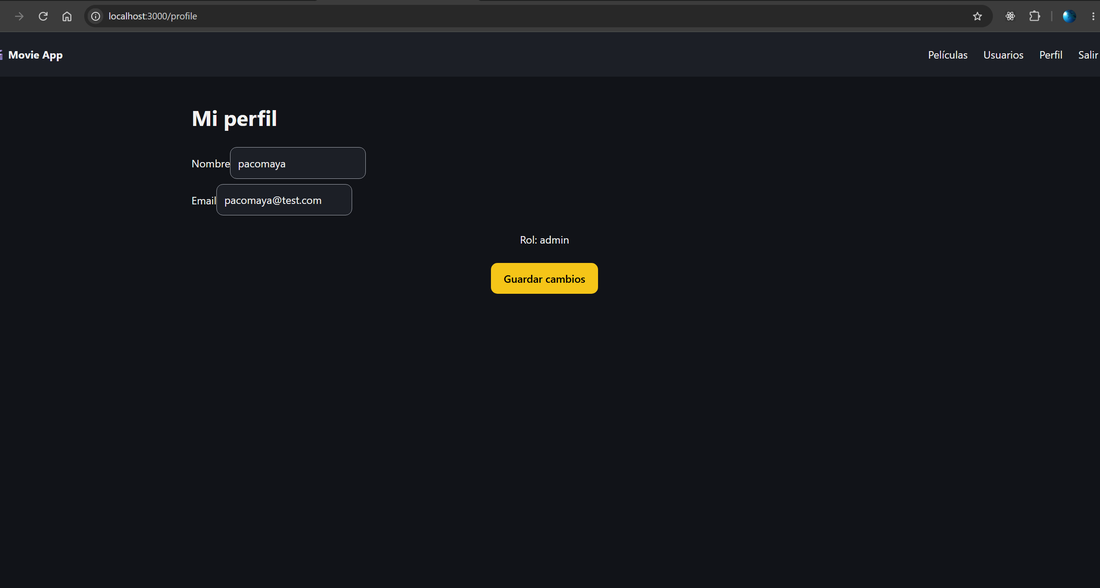 localhost:3000/profile
Movie App Películas Usuarios Perfil Salir
Mi perfil
Nombre pacomaya
Email pacomaya@test.com
Rol: admin
Guardar cambios